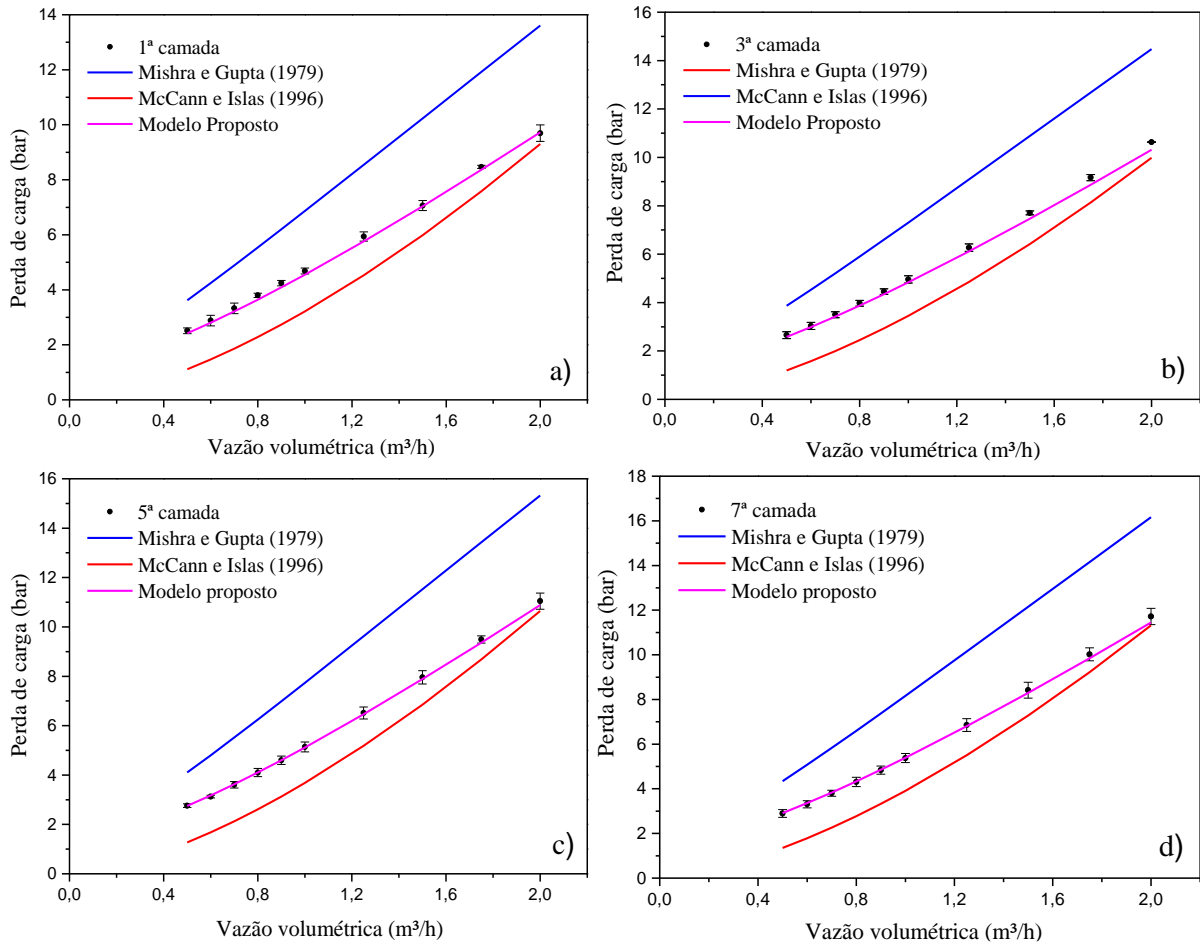 14
12
10
8
6
4
2
0
Perda de carga (bar)
1ª camada
Mishra e Gupta (1979)
McCann e Islas (1996)
Modelo Proposto
a)
0,0 0,4 0,8 1,2 1,6 2,0
Vazão volumétrica (m³/h)
16
14
12
10
8
6
4
2
0
Perda de carga (bar)
3ª camada
Mishra e Gupta (1979)
McCann e Islas (1996)
Modelo Proposto
b)
0,0 0,4 0,8 1,2 1,6 2,0
Vazão volumétrica (m³/h)
16
14
12
10
8
6
4
2
0
Perda de carga (bar)
5ª camada
Mishra e Gupta (1979)
McCann e Islas (1996)
Modelo proposto
c)
0,0 0,4 0,8 1,2 1,6 2,0
Vazão volumétrica (m³/h)
18
16
14
12
10
8
6
4
2
0
Perda de carga (bar)
7ª camada
Mishra e Gupta (1979)
McCann e Islas (1996)
Modelo proposto
d)
0,0 0,4 0,8 1,2 1,6 2,0
Vazão volumétrica (m³/h)